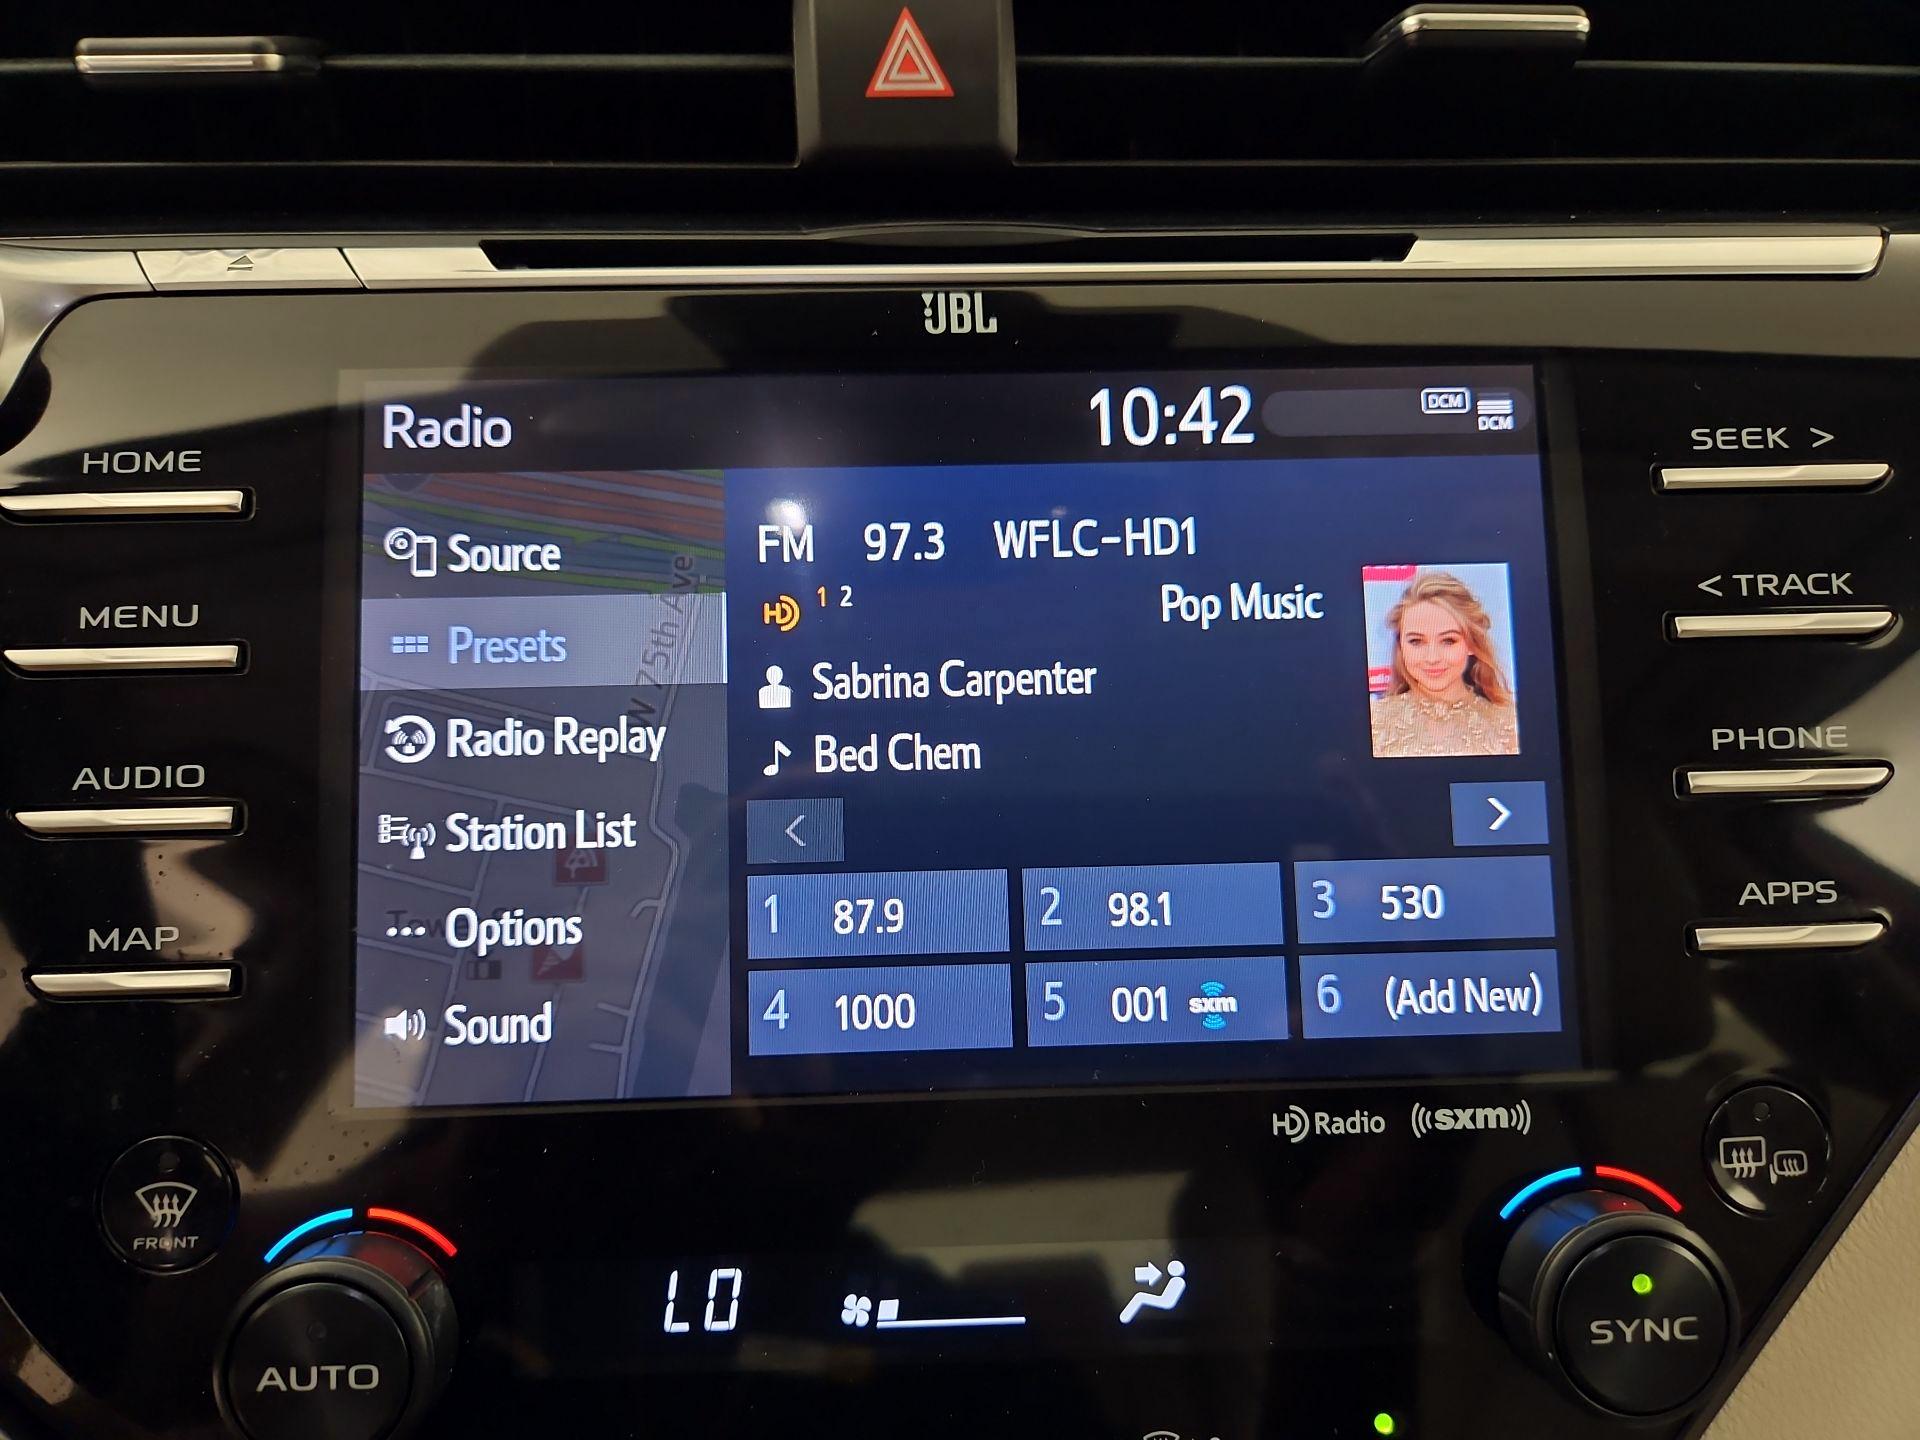 JBL
Radio
10:42
DCM
DCM
HOME
MENU
AUDIO
MAP
Source
Presets
Radio Replay
Station List
Options
Sound
W 75th Ave
FM 97.3 WFLC-HD1
HD 1 2
Pop Music
Sabrina Carpenter
Bed Chem
<
>
1 87.9
2 98.1
3 530
4 1000
5 001 sxm
6 (Add New)
SEEK >
< TRACK
PHONE
APPS
HD Radio
((sxm))
FRONT
AUTO
LO
SYNC